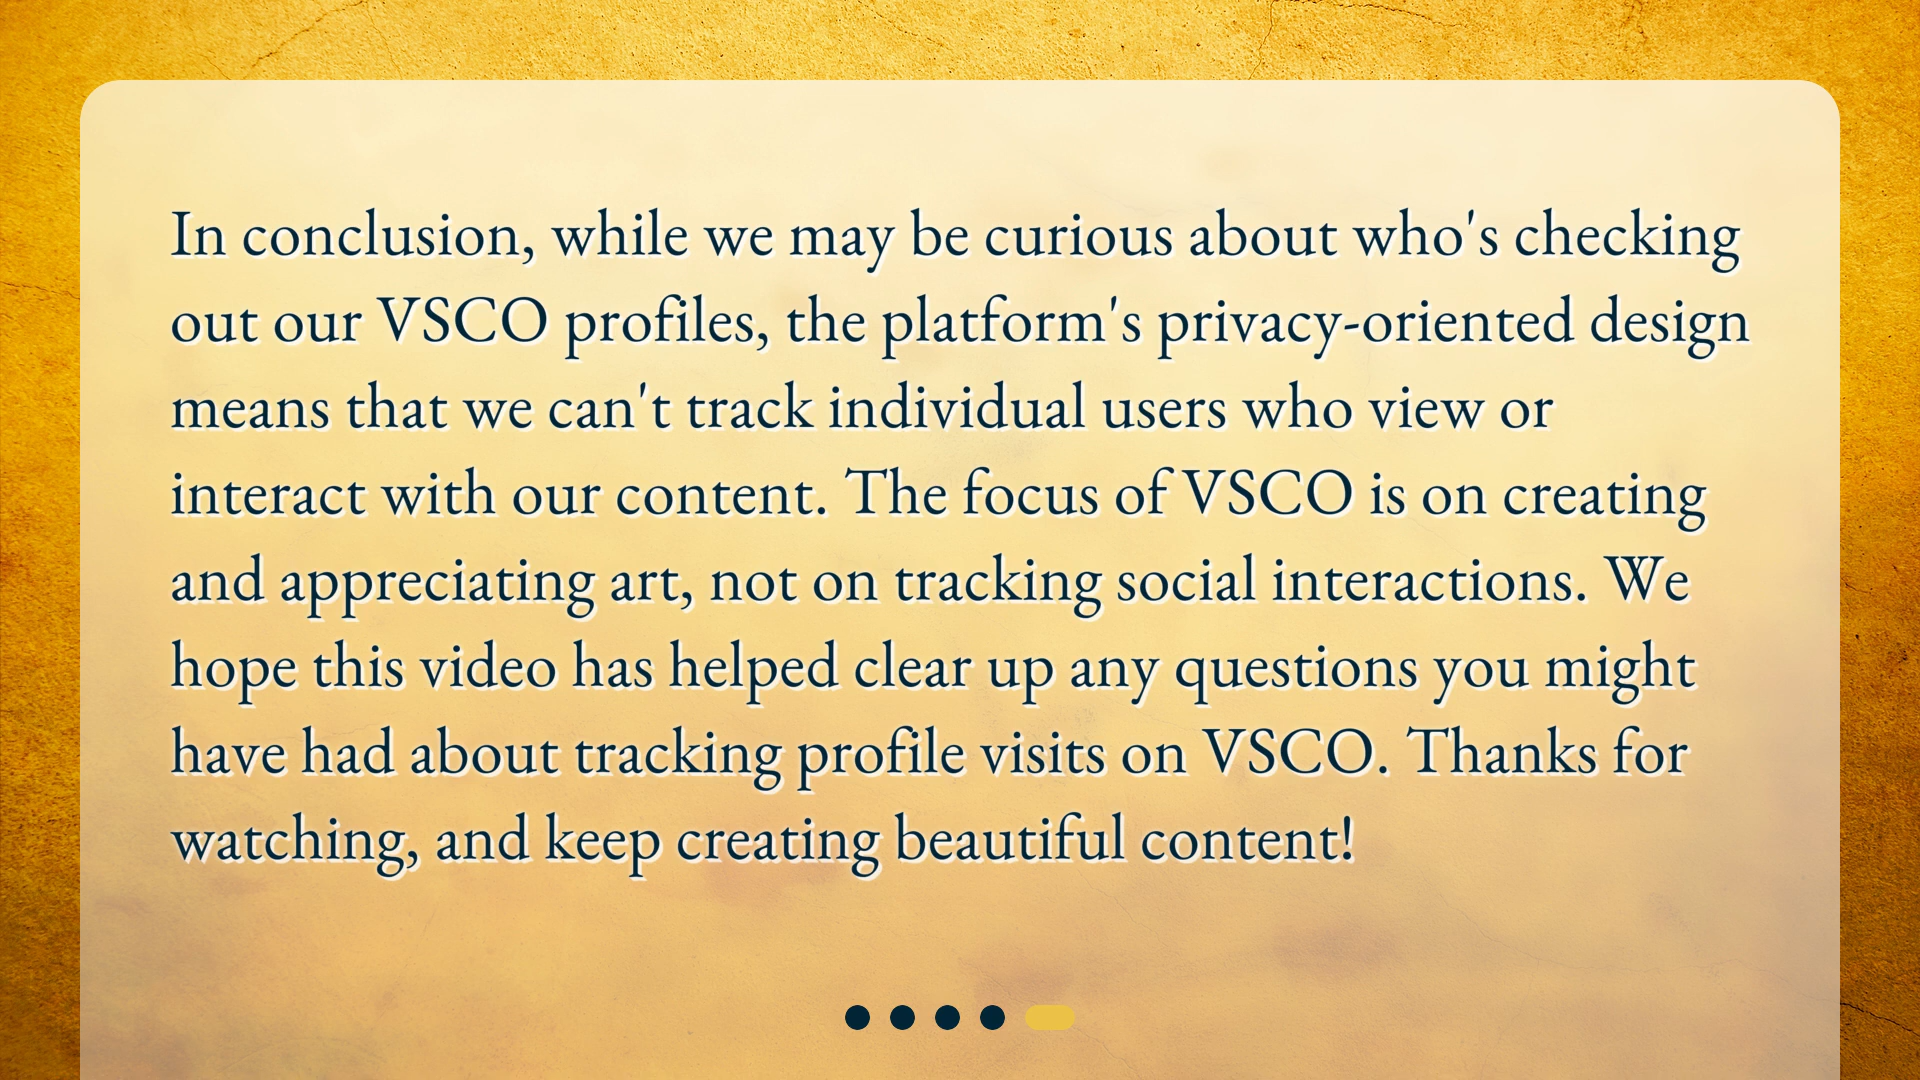 In conclusion, while we may be curious about who's checking
out our VSCO profiles, the platform's privacy-oriented design
means that we can't track individual users who view or
interact with our content. The focus of VSCO is on creating
and appreciating art, not on tracking social interactions. We
hope this video has helped clear up any questions you might
have had about tracking profile visits on VSCO. Thanks for
watching, and keep creating beautiful content!